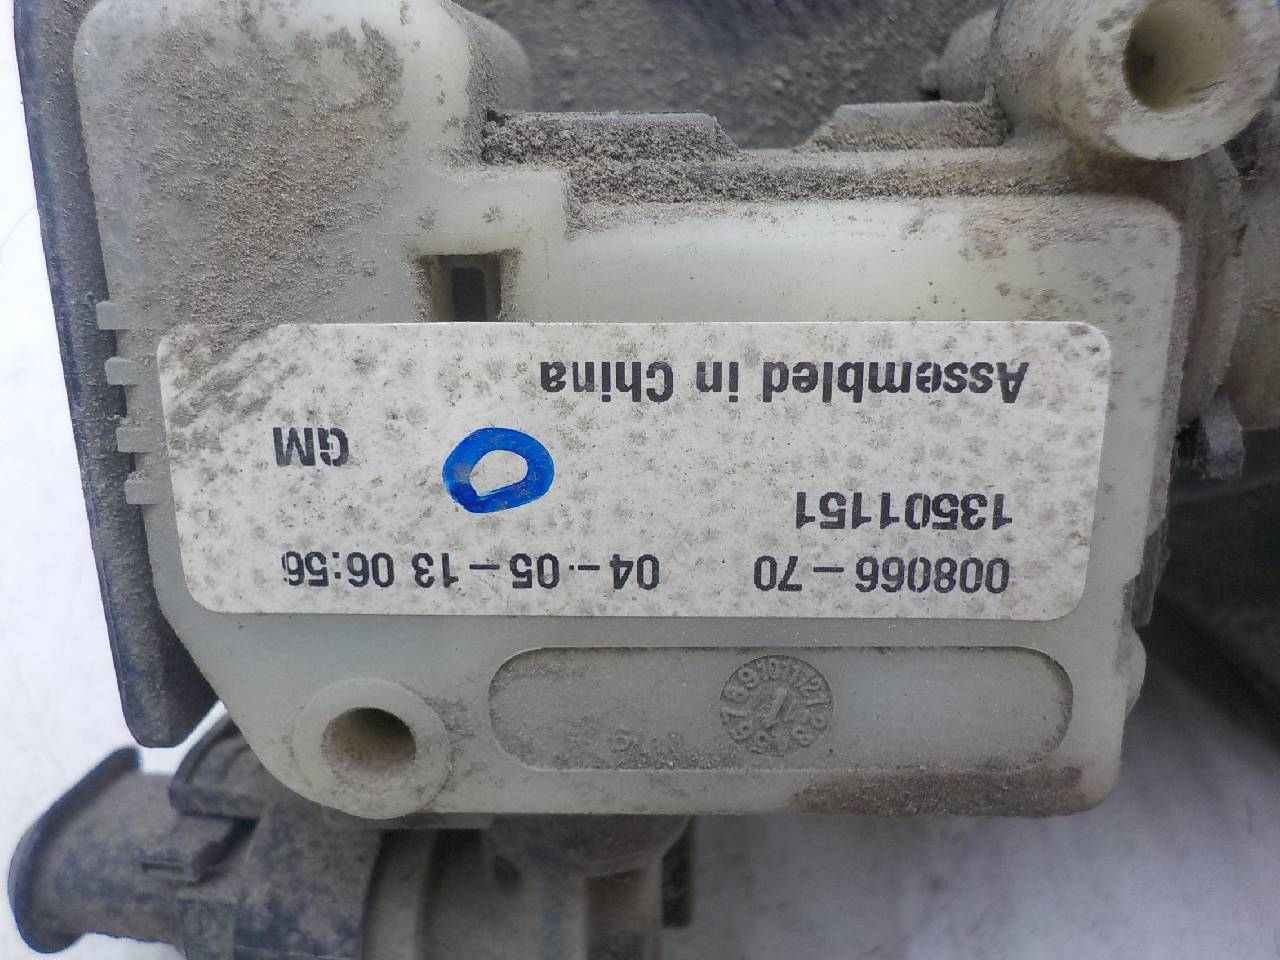 008066-70 04-05-13 06:56
13501151
GM
Assembled in China